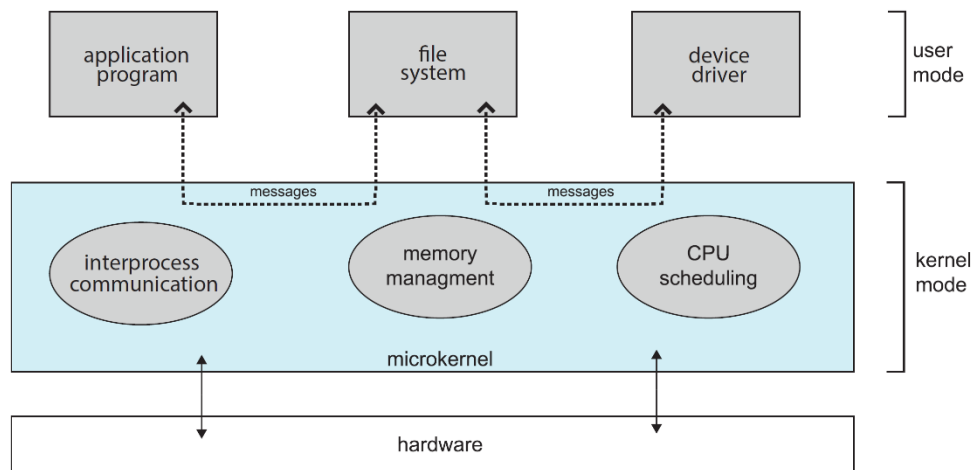 application
program
file
system
device
driver
user
mode
messages
messages
interprocess
communication
memory
managment
CPU
scheduling
kernel
mode
microkernel
hardware